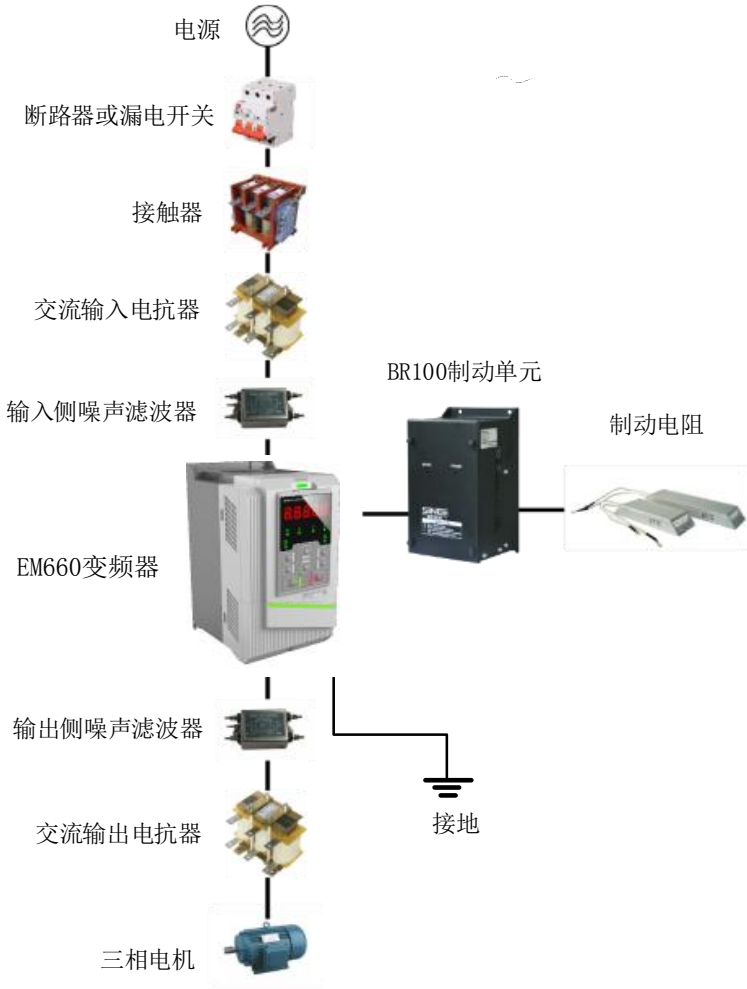 电源
断路器或漏电开关
接触器
交流输入电抗器
BR100制动单元
输入侧噪声滤波器
制动电阻
EM660变频器
输出侧噪声滤波器
接地
交流输出电抗器
三相电机